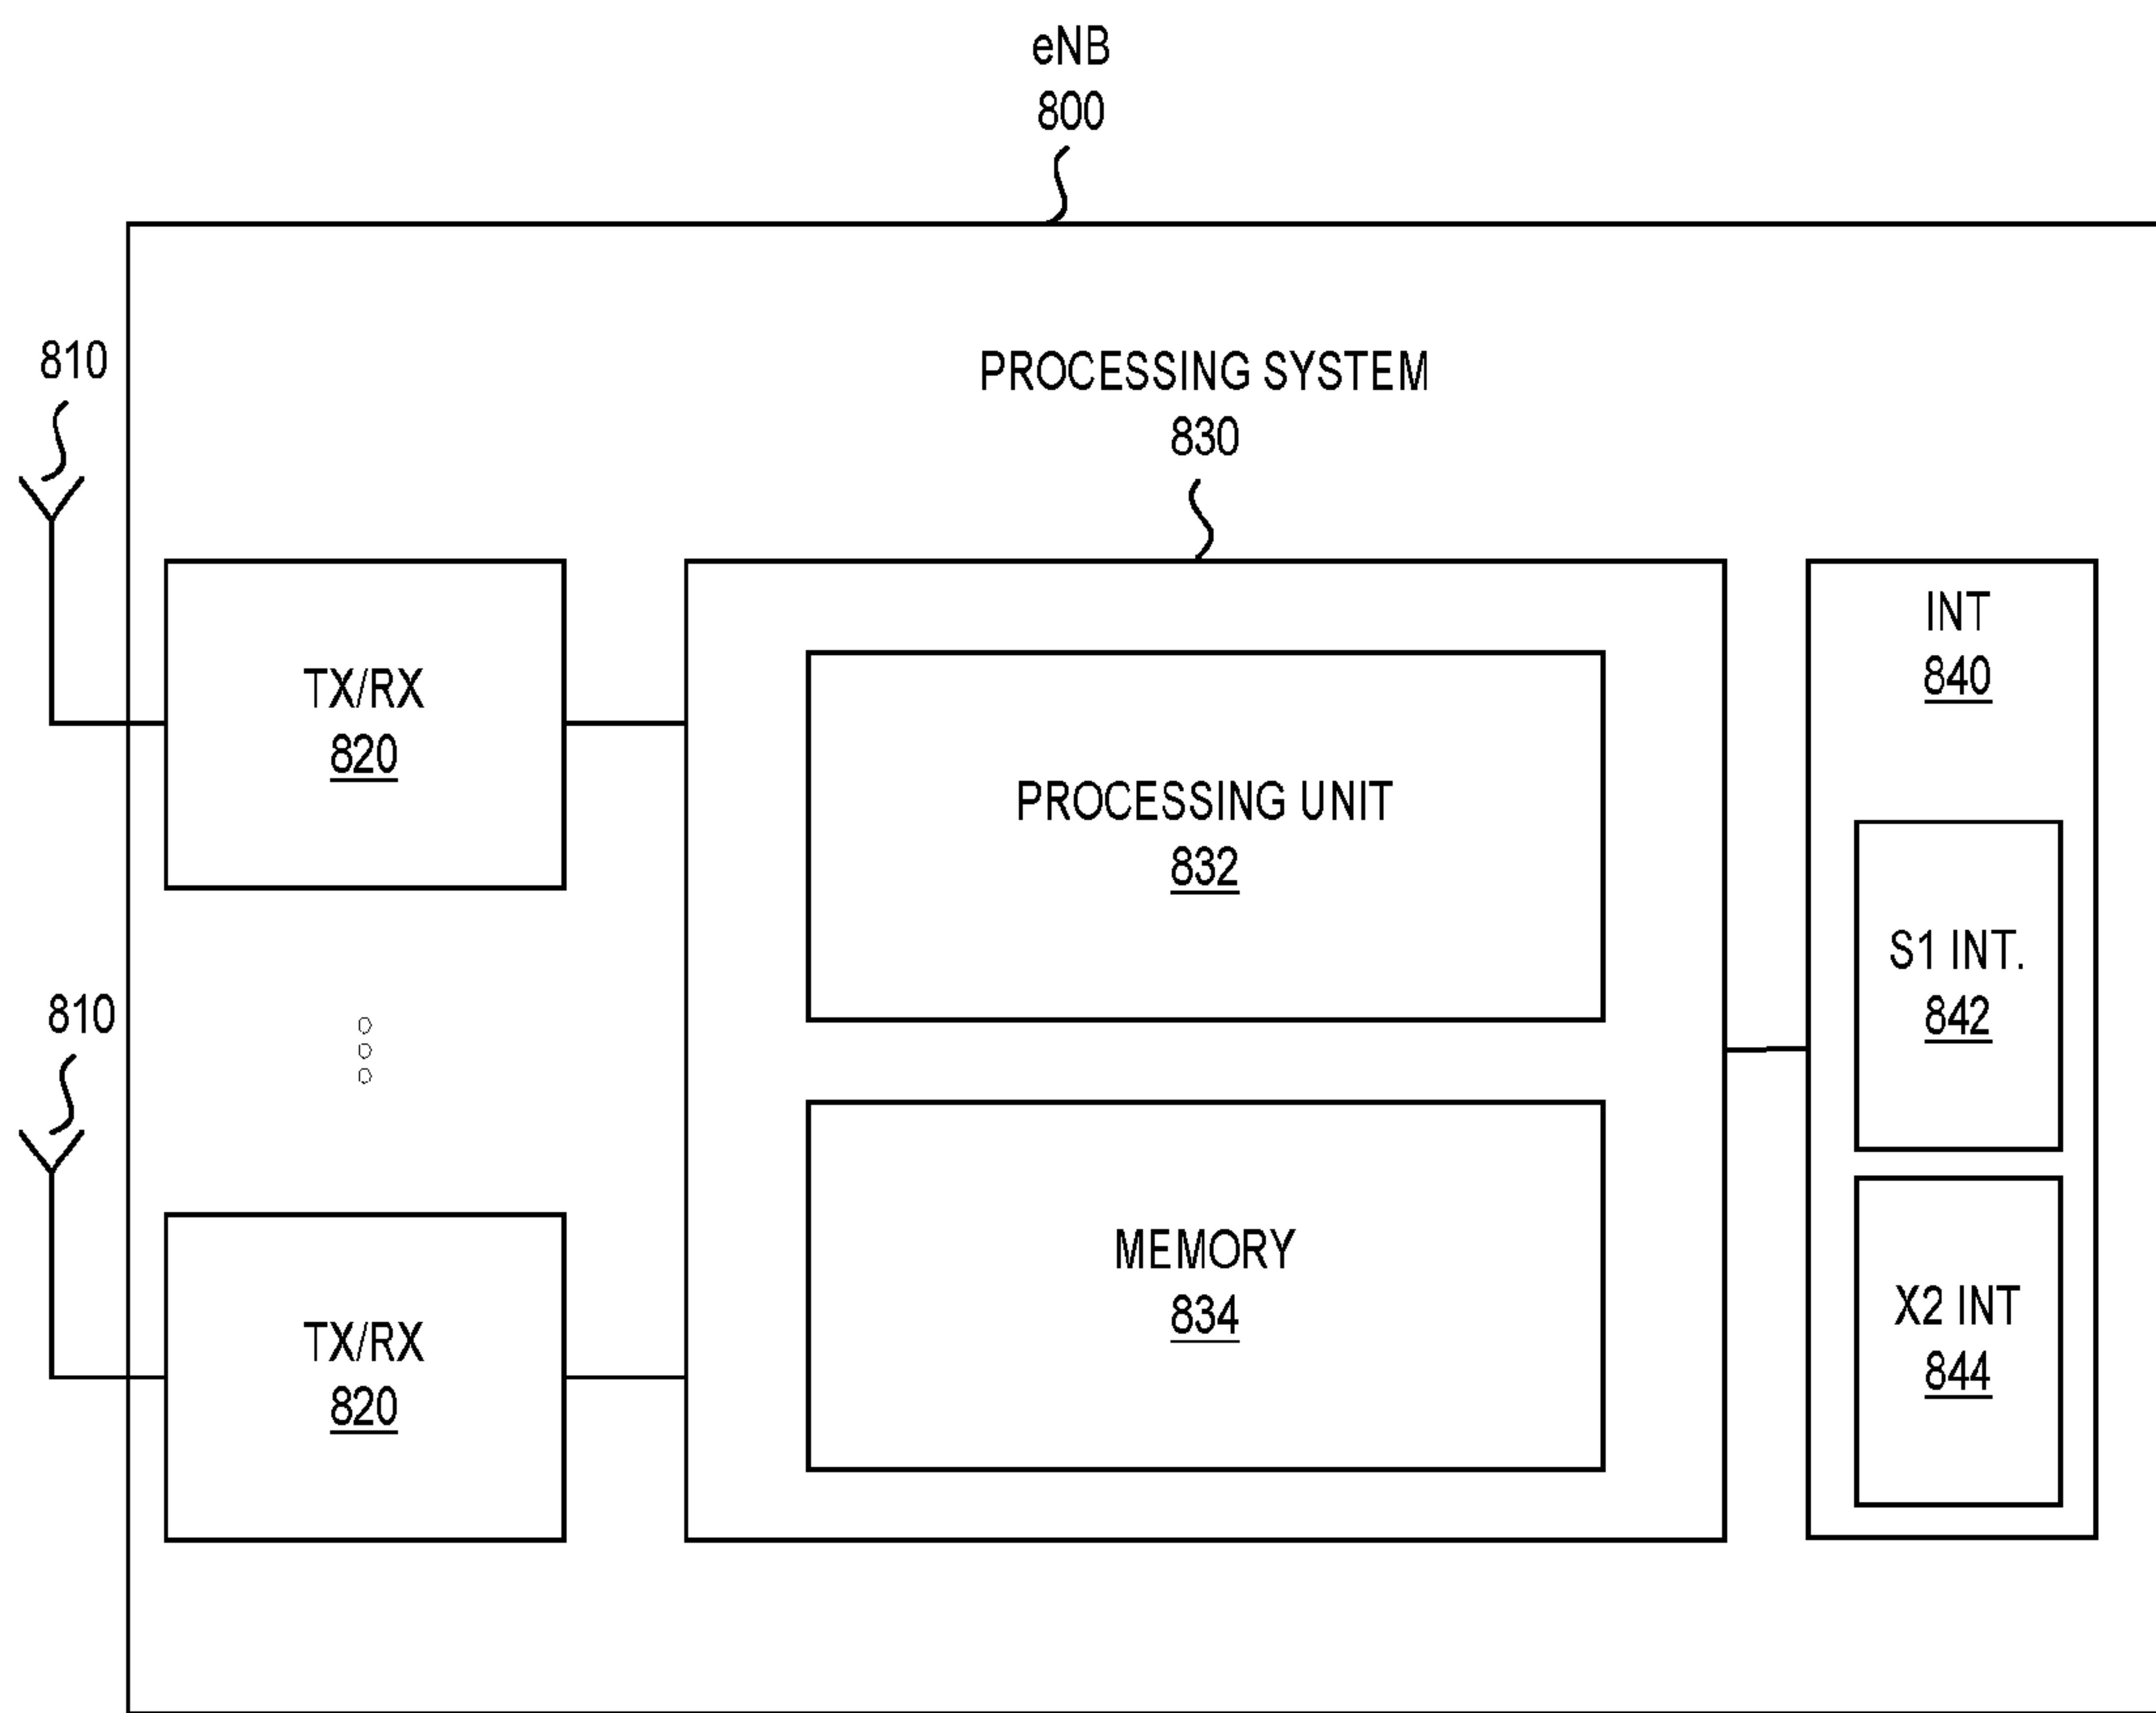 eNB
800
810
PROCESSING SYSTEM
830
TX/RX
820
PROCESSING UNIT
832
INT
840
S1 INT.
842
810
MEMORY
834
X2 INT
844
TX/RX
820